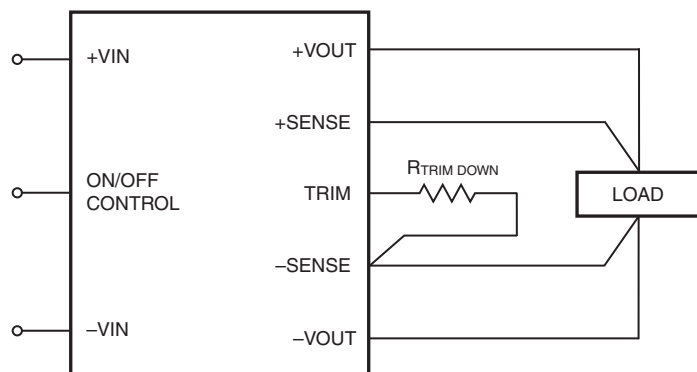 +VIN
ON/OFF
CONTROL
–VIN
+VOUT
+SENSE
TRIM
–SENSE
–VOUT
RTRIM DOWN
LOAD